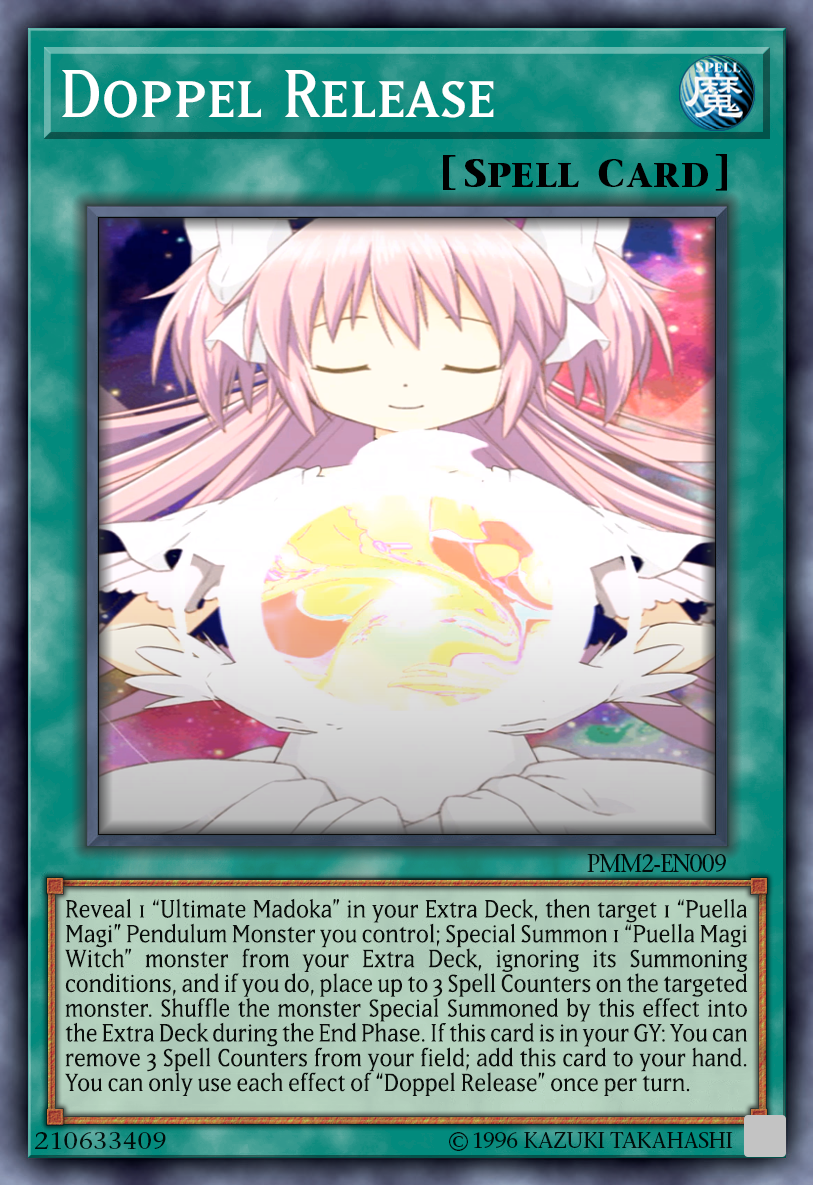 Doppel Release
SPELL
魔
[Spell Card]
PMM2-EN009
Reveal 1 “Ultimate Madoka” in your Extra Deck, then target 1 “Puella
Magi” Pendulum Monster you control; Special Summon 1 “Puella Magi
Witch” monster from your Extra Deck, ignoring its Summoning
conditions, and if you do, place up to 3 Spell Counters on the targeted
monster. Shuffle the monster Special Summoned by this effect into
the Extra Deck during the End Phase. If this card is in your GY: You can
remove 3 Spell Counters from your field; add this card to your hand.
You can only use each effect of “Doppel Release” once per turn.
210633409
© 1996 KAZUKI TAKAHASHI